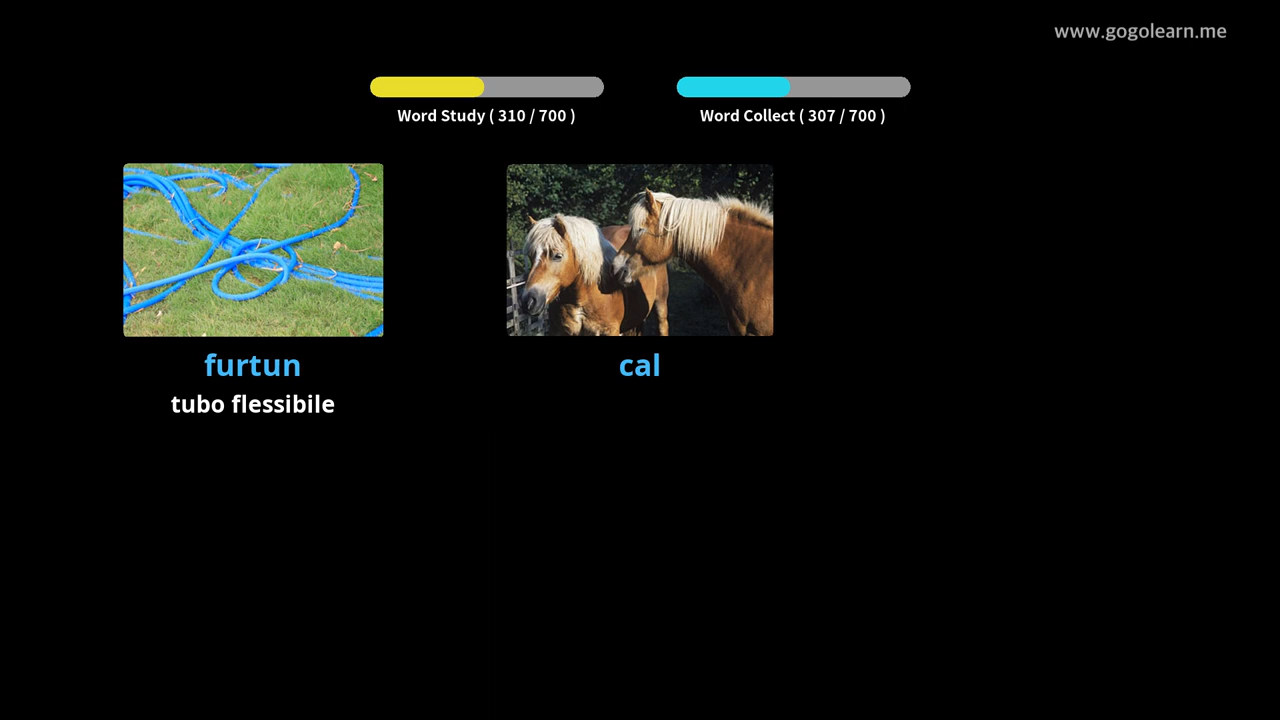 www.gogolearn.me
Word Study ( 310 / 700 )
Word Collect ( 307 / 700 )
furtun
cal
tubo flessibile